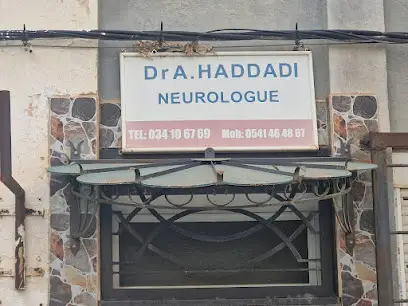 Dr A. HADDADI
NEUROLOGUE
TEL: 034 10 67 69 Mob: 0541 46 48 67